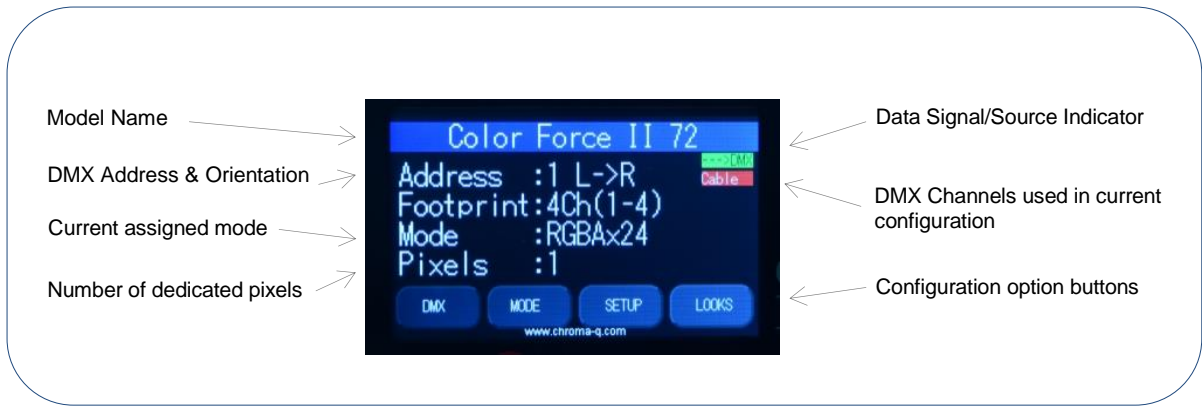 Model Name
DMX Address & Orientation
Current assigned mode
Number of dedicated pixels
Color Force II 72
--->DMX
Cable
Address :1 L->R
Footprint:4Ch(1-4)
Mode :RGBAx24
Pixels :1
DMX MODE SETUP LOOKS
www.chroma-q.com
Data Signal/Source Indicator
DMX Channels used in current
configuration
Configuration option buttons